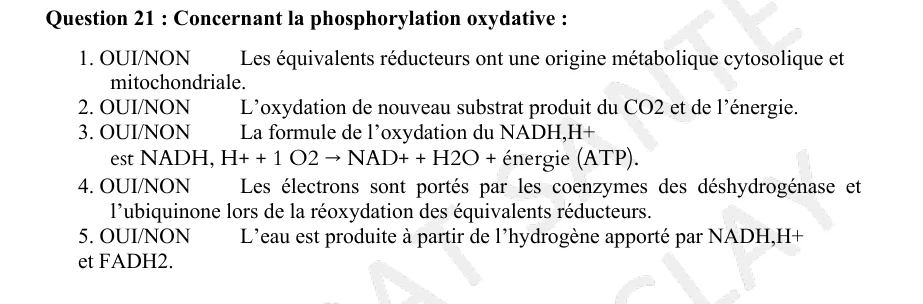 Question 21 : Concernant la phosphorylation oxydative :
1. OUI/NON Les équivalents réducteurs ont une origine métabolique cytosolique et
mitochondriale.
2. OUI/NON L'oxydation de nouveau substrat produit du CO2 et de l'énergie.
3. OUI/NON La formule de l'oxydation du NADH,H+
est NADH, H+ + 1 O2 → NAD+ + H2O + énergie (ATP).
4. OUI/NON Les électrons sont portés par les coenzymes des déshydrogénase et
l'ubiquinone lors de la réoxydation des équivalents réducteurs.
5. OUI/NON L'eau est produite à partir de l'hydrogène apporté par NADH,H+
et FADH2.
AT SANTÉ
CLAY